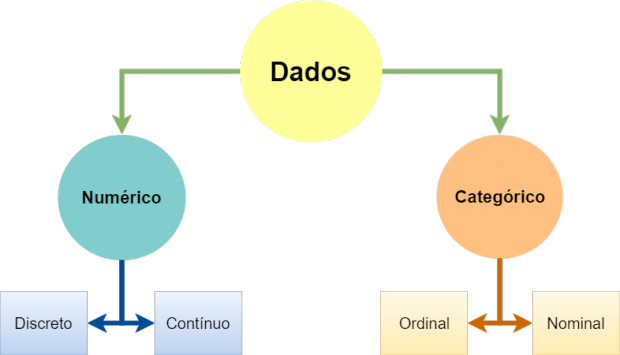 Dados
Numérico
Categórico
Discreto
Contínuo
Ordinal
Nominal